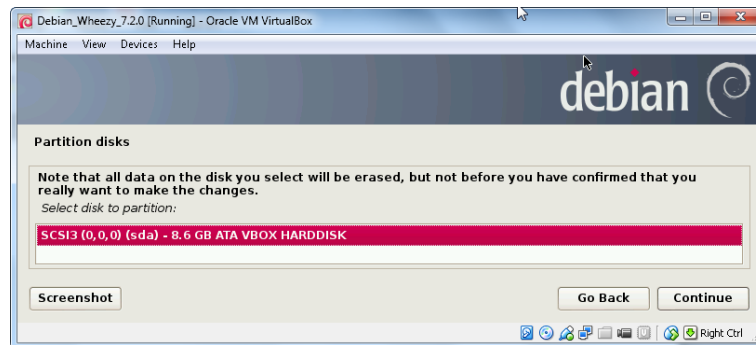 Debian_Wheezy_7.2.0 [Running] - Oracle VM VirtualBox
Machine View Devices Help
debian
Partition disks
Note that all data on the disk you select will be erased, but not before you have confirmed that you
really want to make the changes.
Select disk to partition:
SCSI3 (0,0,0) (sda) - 8.6 GB ATA VBOX HARDDISK
Screenshot Go Back Continue
Right Ctrl